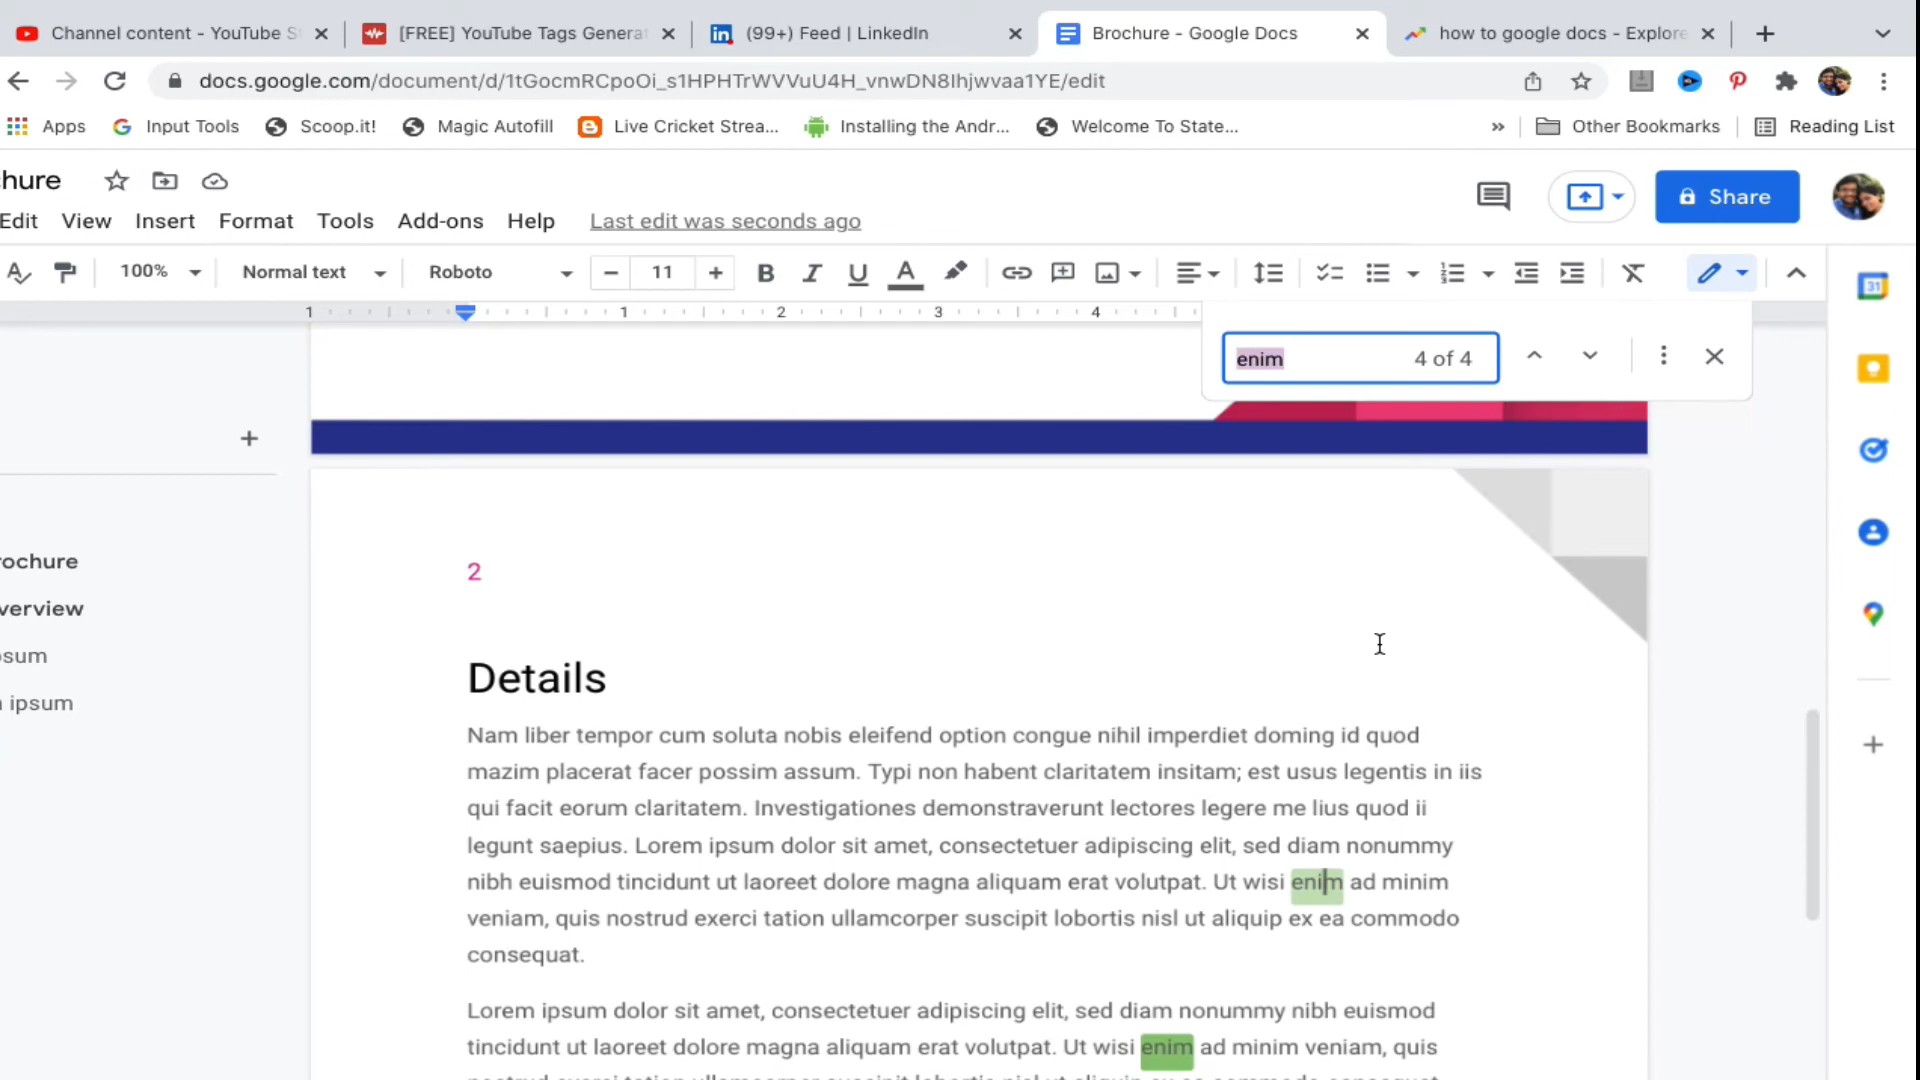 Channel content - YouTube S
[FREE] YouTube Tags Genera
(99+) Feed | LinkedIn
Brochure - Google Docs
how to google docs - Explore
docs.google.com/document/d/1tGocmRCpoOi_s1HPHTrWVVuU4H_vnwDN8Ihjwvaa1YE/edit
Apps
Input Tools
Scoop.it!
Magic Autofill
Live Cricket Strea...
Installing the Andr...
Welcome To State...
»
Other Bookmarks
Reading List
chure
Share
Edit View Insert Format Tools Add-ons Help Last edit was seconds ago
100% Normal text Roboto 11
31
1 1 2 3 4
enim 4 of 4
rochure
verview
psum
n ipsum
2
Details
Nam liber tempor cum soluta nobis eleifend option congue nihil imperdiet doming id quod
mazim placerat facer possim assum. Typi non habent claritatem insitam; est usus legentis in iis
qui facit eorum claritatem. Investigationes demonstraverunt lectores legere me lius quod ii
legunt saepius. Lorem ipsum dolor sit amet, consectetuer adipiscing elit, sed diam nonummy
nibh euismod tincidunt ut laoreet dolore magna aliquam erat volutpat. Ut wisi enim ad minim
veniam, quis nostrud exerci tation ullamcorper suscipit lobortis nisl ut aliquip ex ea commodo
consequat.
Lorem ipsum dolor sit amet, consectetuer adipiscing elit, sed diam nonummy nibh euismod
tincidunt ut laoreet dolore magna aliquam erat volutpat. Ut wisi enim ad minim veniam, quis